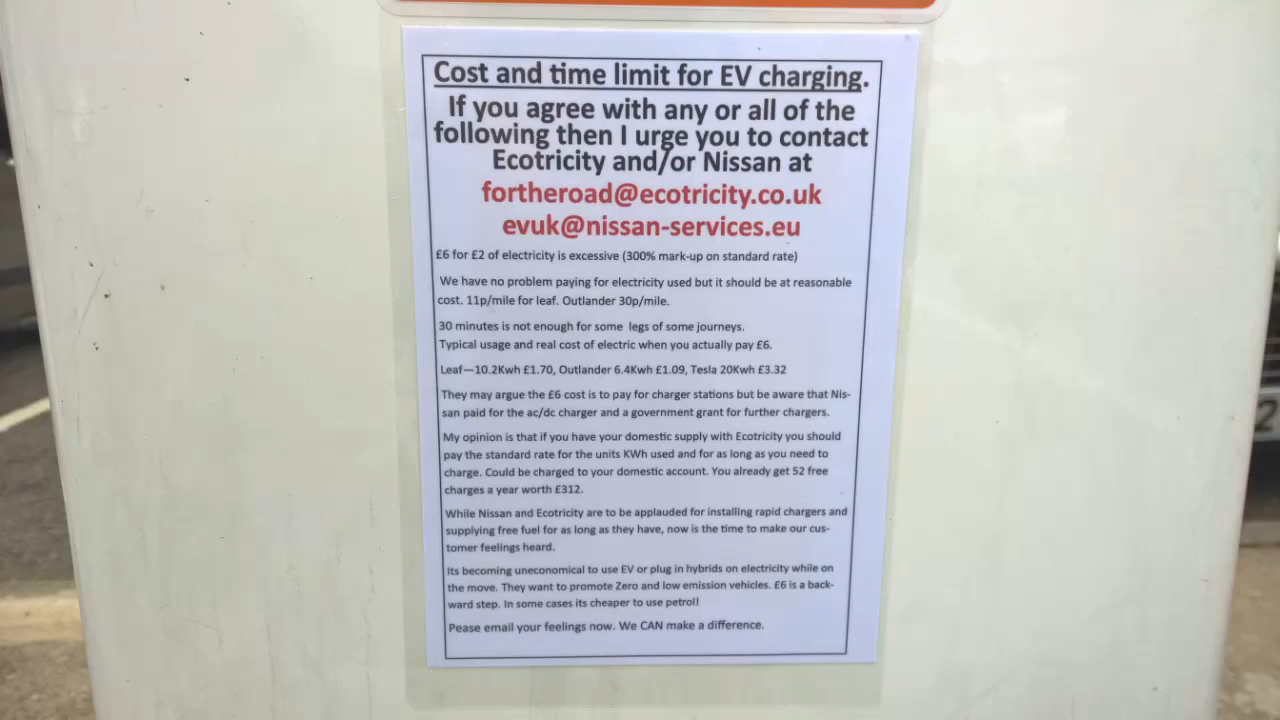 Cost and time limit for EV charging.
If you agree with any or all of the
following then I urge you to contact
Ecotricity and/or Nissan at
fortheroad@ecotricity.co.uk
evuk@nissan-services.eu
£6 for £2 of electricity is excessive (300% mark-up on standard rate)
We have no problem paying for electricity used but it should be at reasonable
cost. 11p/mile for leaf. Outlander 30p/mile.
30 minutes is not enough for some legs of some journeys.
Typical usage and real cost of electric when you actually pay £6.
Leaf—10.2Kwh £1.70, Outlander 6.4Kwh £1.09, Tesla 20Kwh £3.32
They may argue the £6 cost is to pay for charger stations but be aware that Nis-
san paid for the ac/dc charger and a government grant for further chargers.
My opinion is that if you have your domestic supply with Ecotricity you should
pay the standard rate for the units KWh used and for as long as you need to
charge. Could be charged to your domestic account. You already get 52 free
charges a year worth £312.
While Nissan and Ecotricity are to be applauded for installing rapid chargers and
supplying free fuel for as long as they have, now is the time to make our cus-
tomer feelings heard.
Its becoming uneconomical to use EV or plug in hybrids on electricity while on
the move. They want to promote Zero and low emission vehicles. £6 is a back-
ward step. In some cases its cheaper to use petrol!
Pease email your feelings now. We CAN make a difference.
2